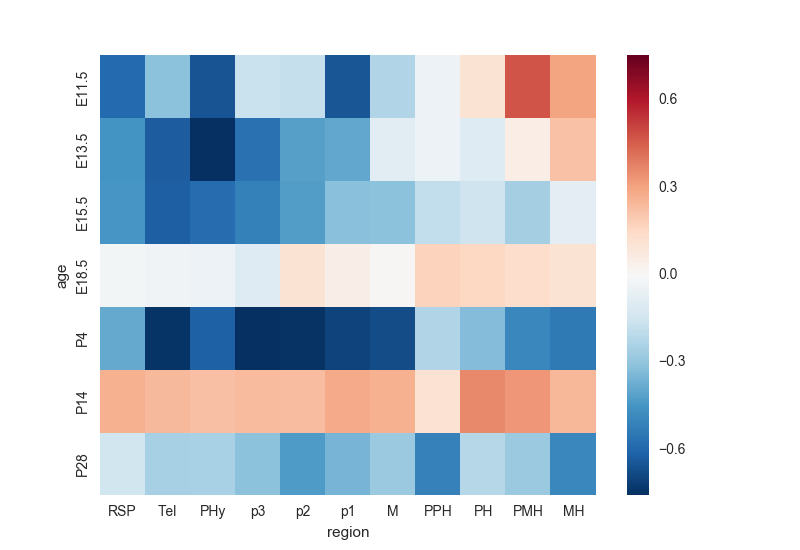 E11.5
E13.5
E15.5
E18.5
P4
P14
P28
age
RSP Tel PHy p3 p2 p1 M PPH PH PMH MH
region
0.6
0.3
0.0
−0.3
−0.6